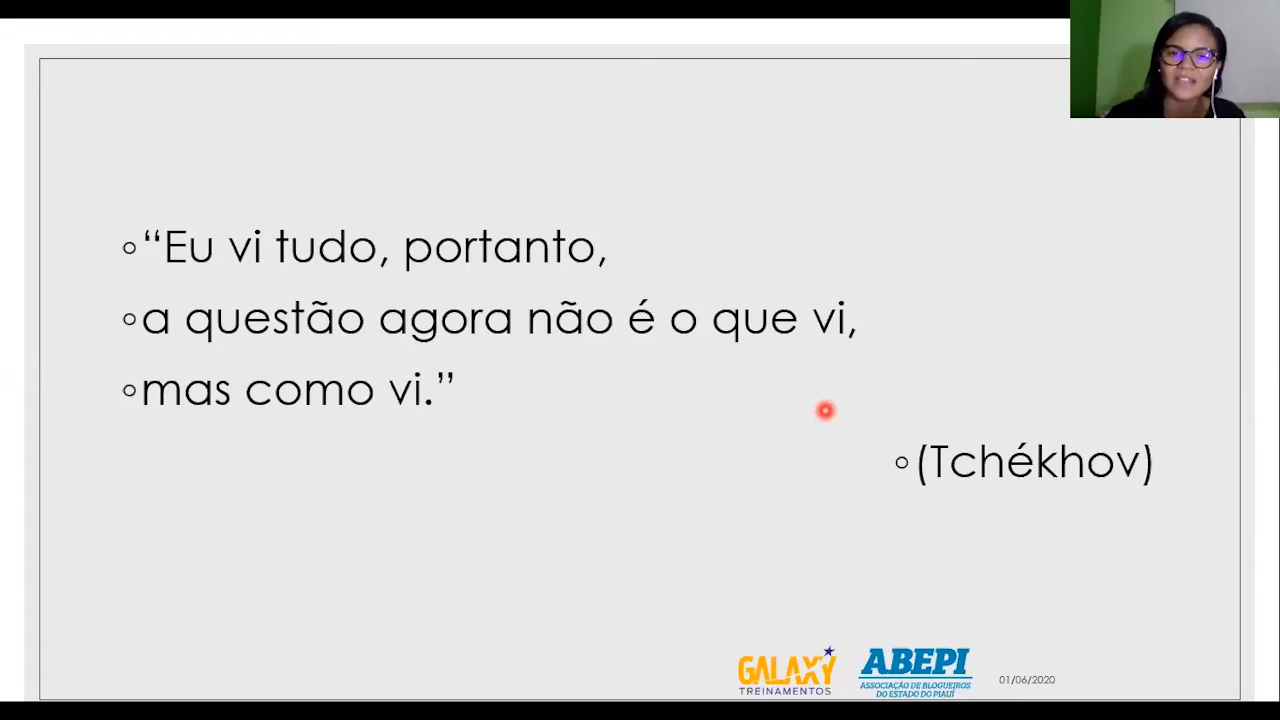 “Eu vi tudo, portanto,
a questão agora não é o que vi,
mas como vi.”
(Tchékhov)
GALAXY
TREINAMENTOS
ABEPI
ASSOCIAÇÃO DE BLOGUEIROS
DO ESTADO DO PIAUÍ
01/06/2020